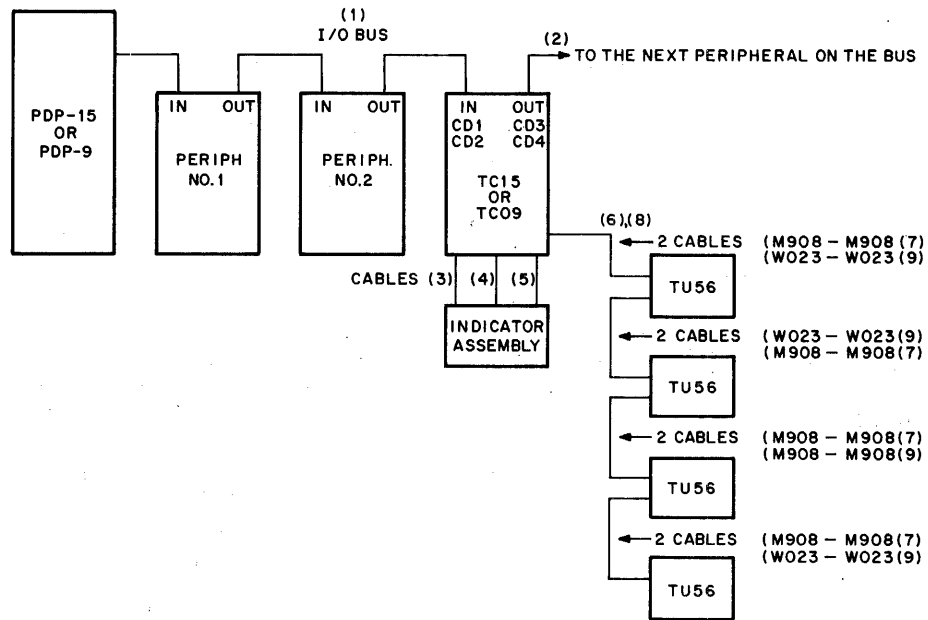 (1)
I/O BUS
(2)
TO THE NEXT PERIPHERAL ON THE BUS
PDP-15
OR
PDP-9
IN OUT
PERIPH
NO.1
IN OUT
PERIPH.
NO.2
IN OUT
CD1 CD3
CD2 CD4
TC15
OR
TC09
(6),(8)
2 CABLES (M908 - M908(7)
(W023 - W023(9)
TU56
CABLES (3) (4) (5)
INDICATOR
ASSEMBLY
2 CABLES (W023 - W023(9)
(M908 - M908(7)
TU56
2 CABLES (M908 - M908(7)
(M908 - M908(9)
TU56
2 CABLES (M908 - M908(7)
(W023 - W023(9)
TU56